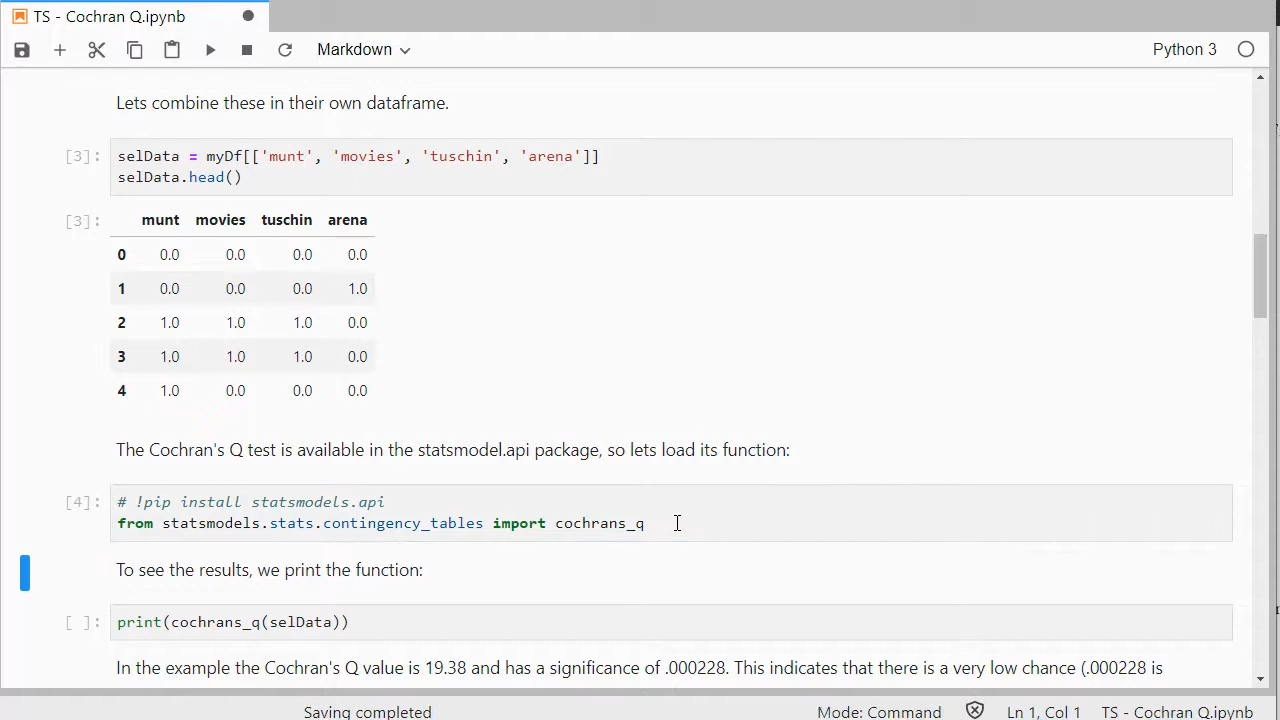 TS - Cochran Q.ipynb
Markdown
Python 3
Lets combine these in their own dataframe.
[3]:
selData = myDf[['munt', 'movies', 'tuschin', 'arena']]
selData.head()
[3]:
munt movies tuschin arena
0 0.0 0.0 0.0 0.0
1 0.0 0.0 0.0 1.0
2 1.0 1.0 1.0 0.0
3 1.0 1.0 1.0 0.0
4 1.0 0.0 0.0 0.0
The Cochran's Q test is available in the statsmodel.api package, so lets load its function:
[4]:
# !pip install statsmodels.api
from statsmodels.stats.contingency_tables import cochrans_q
To see the results, we print the function:
[ ]:
print(cochrans_q(selData))
In the example the Cochran's Q value is 19.38 and has a significance of .000228. This indicates that there is a very low chance (.000228 is
Saving completed
Mode: Command
Ln 1, Col 1
TS - Cochran Q.ipynb